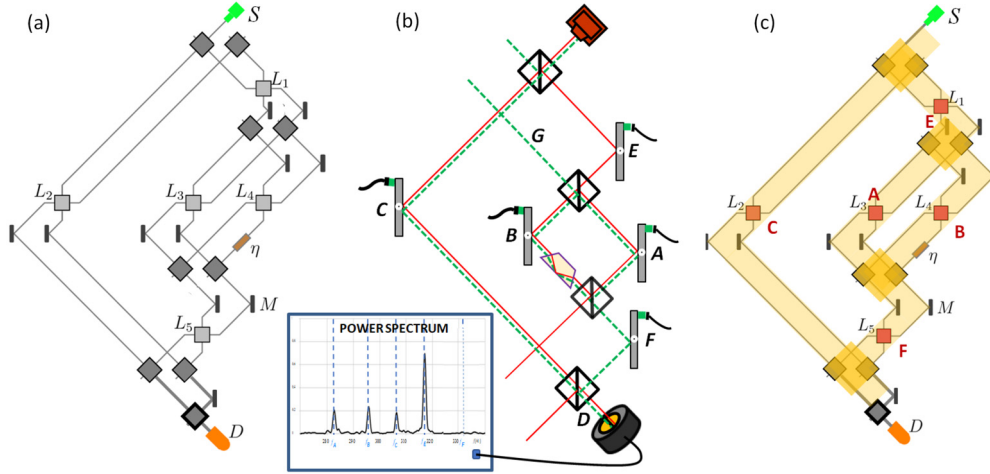 (a)
S
L1
L2
L3
L4
η
M
L5
D
(b)
G
E
C
B
A
F
D
POWER SPECTRUM
(c)
S
L1
E
A
L2
L3
L4
C
B
η
M
L5
F
D